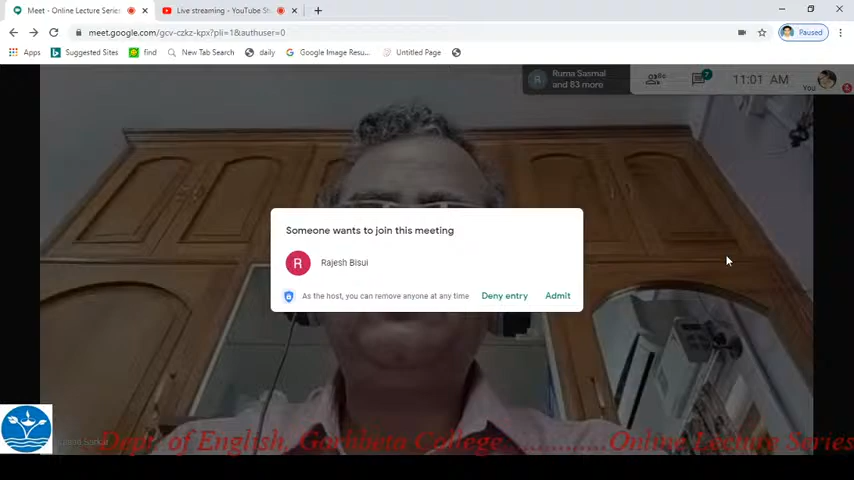 Meet - Online Lecture Series
Live streaming - YouTube St
meet.google.com/gcv-czkz-kpx?pli=1&authuser=0
Paused
Apps
Suggested Sites
find
New Tab Search
daily
Google Image Resu...
Untitled Page
Ruma Sasmal
and 83 more
R
86
7
11:01 AM
You
Someone wants to join this meeting
R
Rajesh Bisui
As the host, you can remove anyone at any time
Deny entry
Admit
Sarkar
Dept. of English, Garhbeta College..............Online Lecture Series